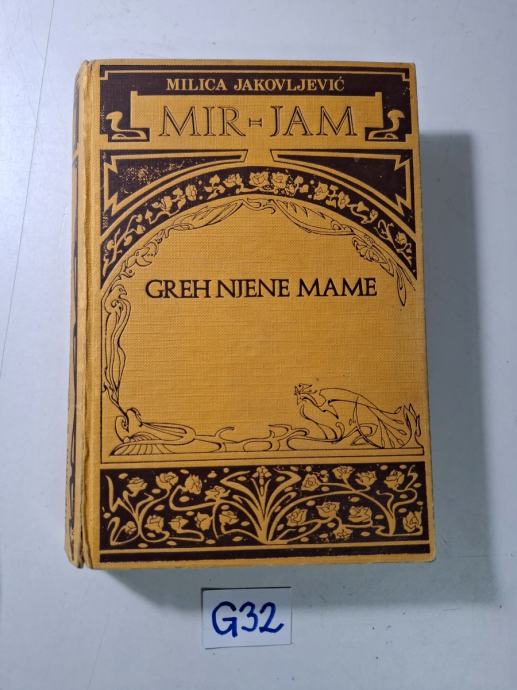 MILICA JAKOVLJEVIĆ
MIR-JAM
GREH NJENE MAME
G32